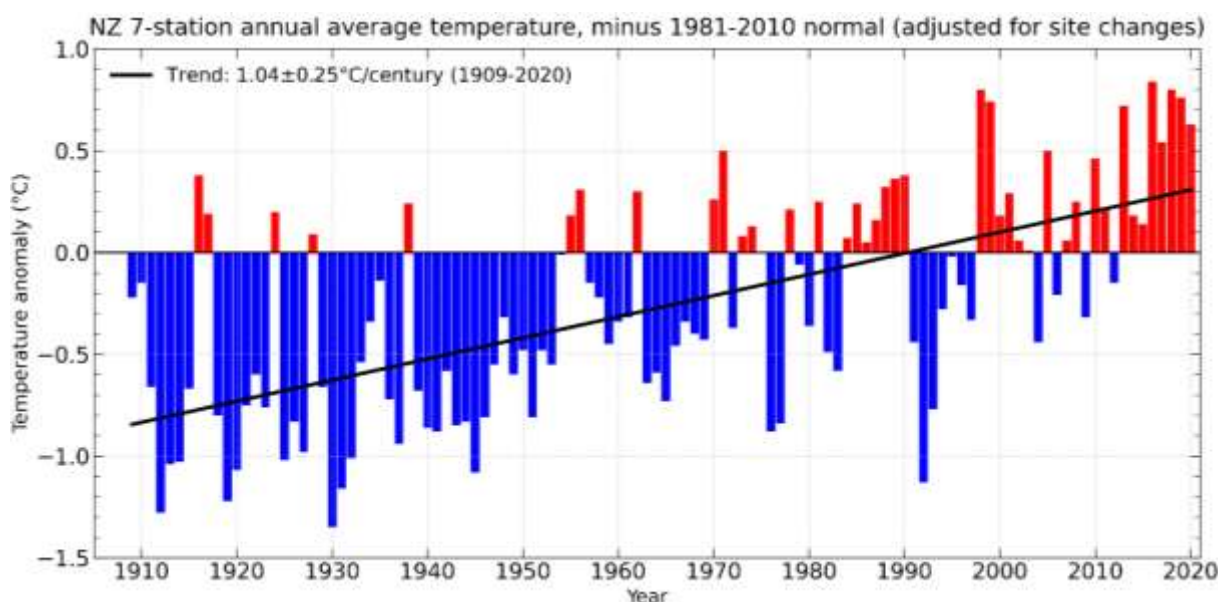 NZ 7-station annual average temperature, minus 1981-2010 normal (adjusted for site changes)
Trend: 1.04±0.25°C/century (1909-2020)
Temperature anomaly (°C)
1.0
0.5
0.0
−0.5
−1.0
−1.5
1910 1920 1930 1940 1950 1960 1970 1980 1990 2000 2010 2020
Year